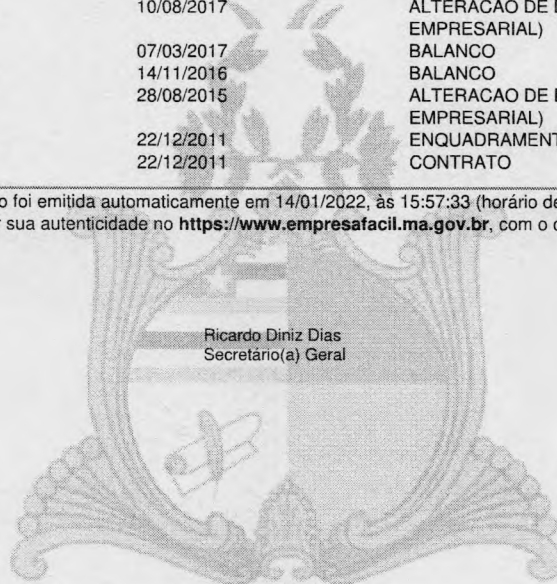 10/08/2017 ALTERACAO DE
EMPRESARIAL)
07/03/2017 BALANCO
14/11/2016 BALANCO
28/08/2015 ALTERACAO DE
EMPRESARIAL)
22/12/2011 ENQUADRAMENT
22/12/2011 CONTRATO
o foi emitida automaticamente em 14/01/2022, às 15:57:33 (horário de
r sua autenticidade no https://www.empresafacil.ma.gov.br, com o c
Ricardo Diniz Dias
Secretário(a) Geral